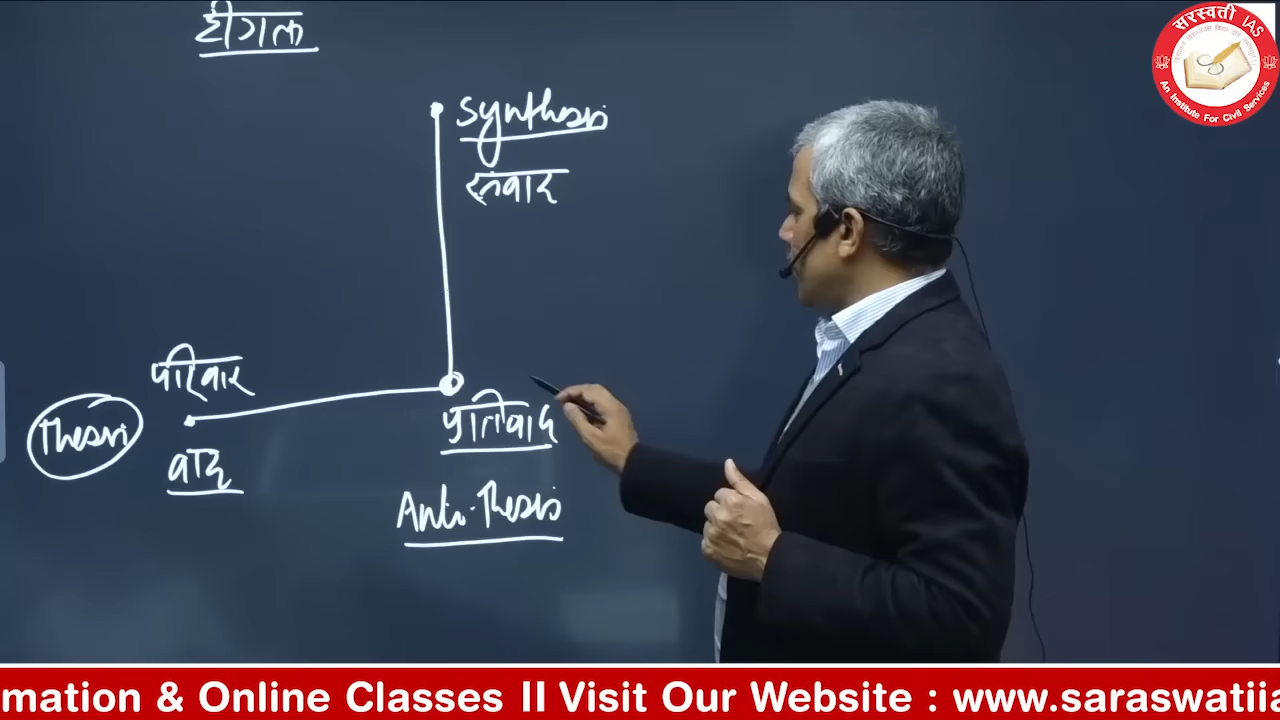 हीगल
Synthesis
संवाद
परिवार
Thesis
वाद
प्रतिवाद
Anti-Thesis
सरस्वती IAS
An Institute For Civil Services
mation & Online Classes II Visit Our Website : www.saraswatiia